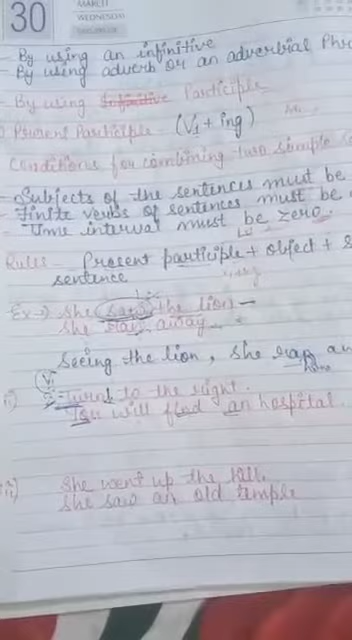 30
MARCH
WEDNESDAY
- By using an infinitive
- By using adverb or an adverbial Phr
- By using Infinitive Participle
Present Participle (V1 + ing)
Conditions for combining two simple s
- Subjects of the sentences must be
- Finite verbs of sentences must be
- Time interval must be zero.
Rules - Present participle + object + s
sentence
Ex-> She saw the lion -
She ran away
Seeing the lion, she ran aw
ii) Turn to the right.
You will find an hospital.
iii) She went up the hill.
She saw an old temple